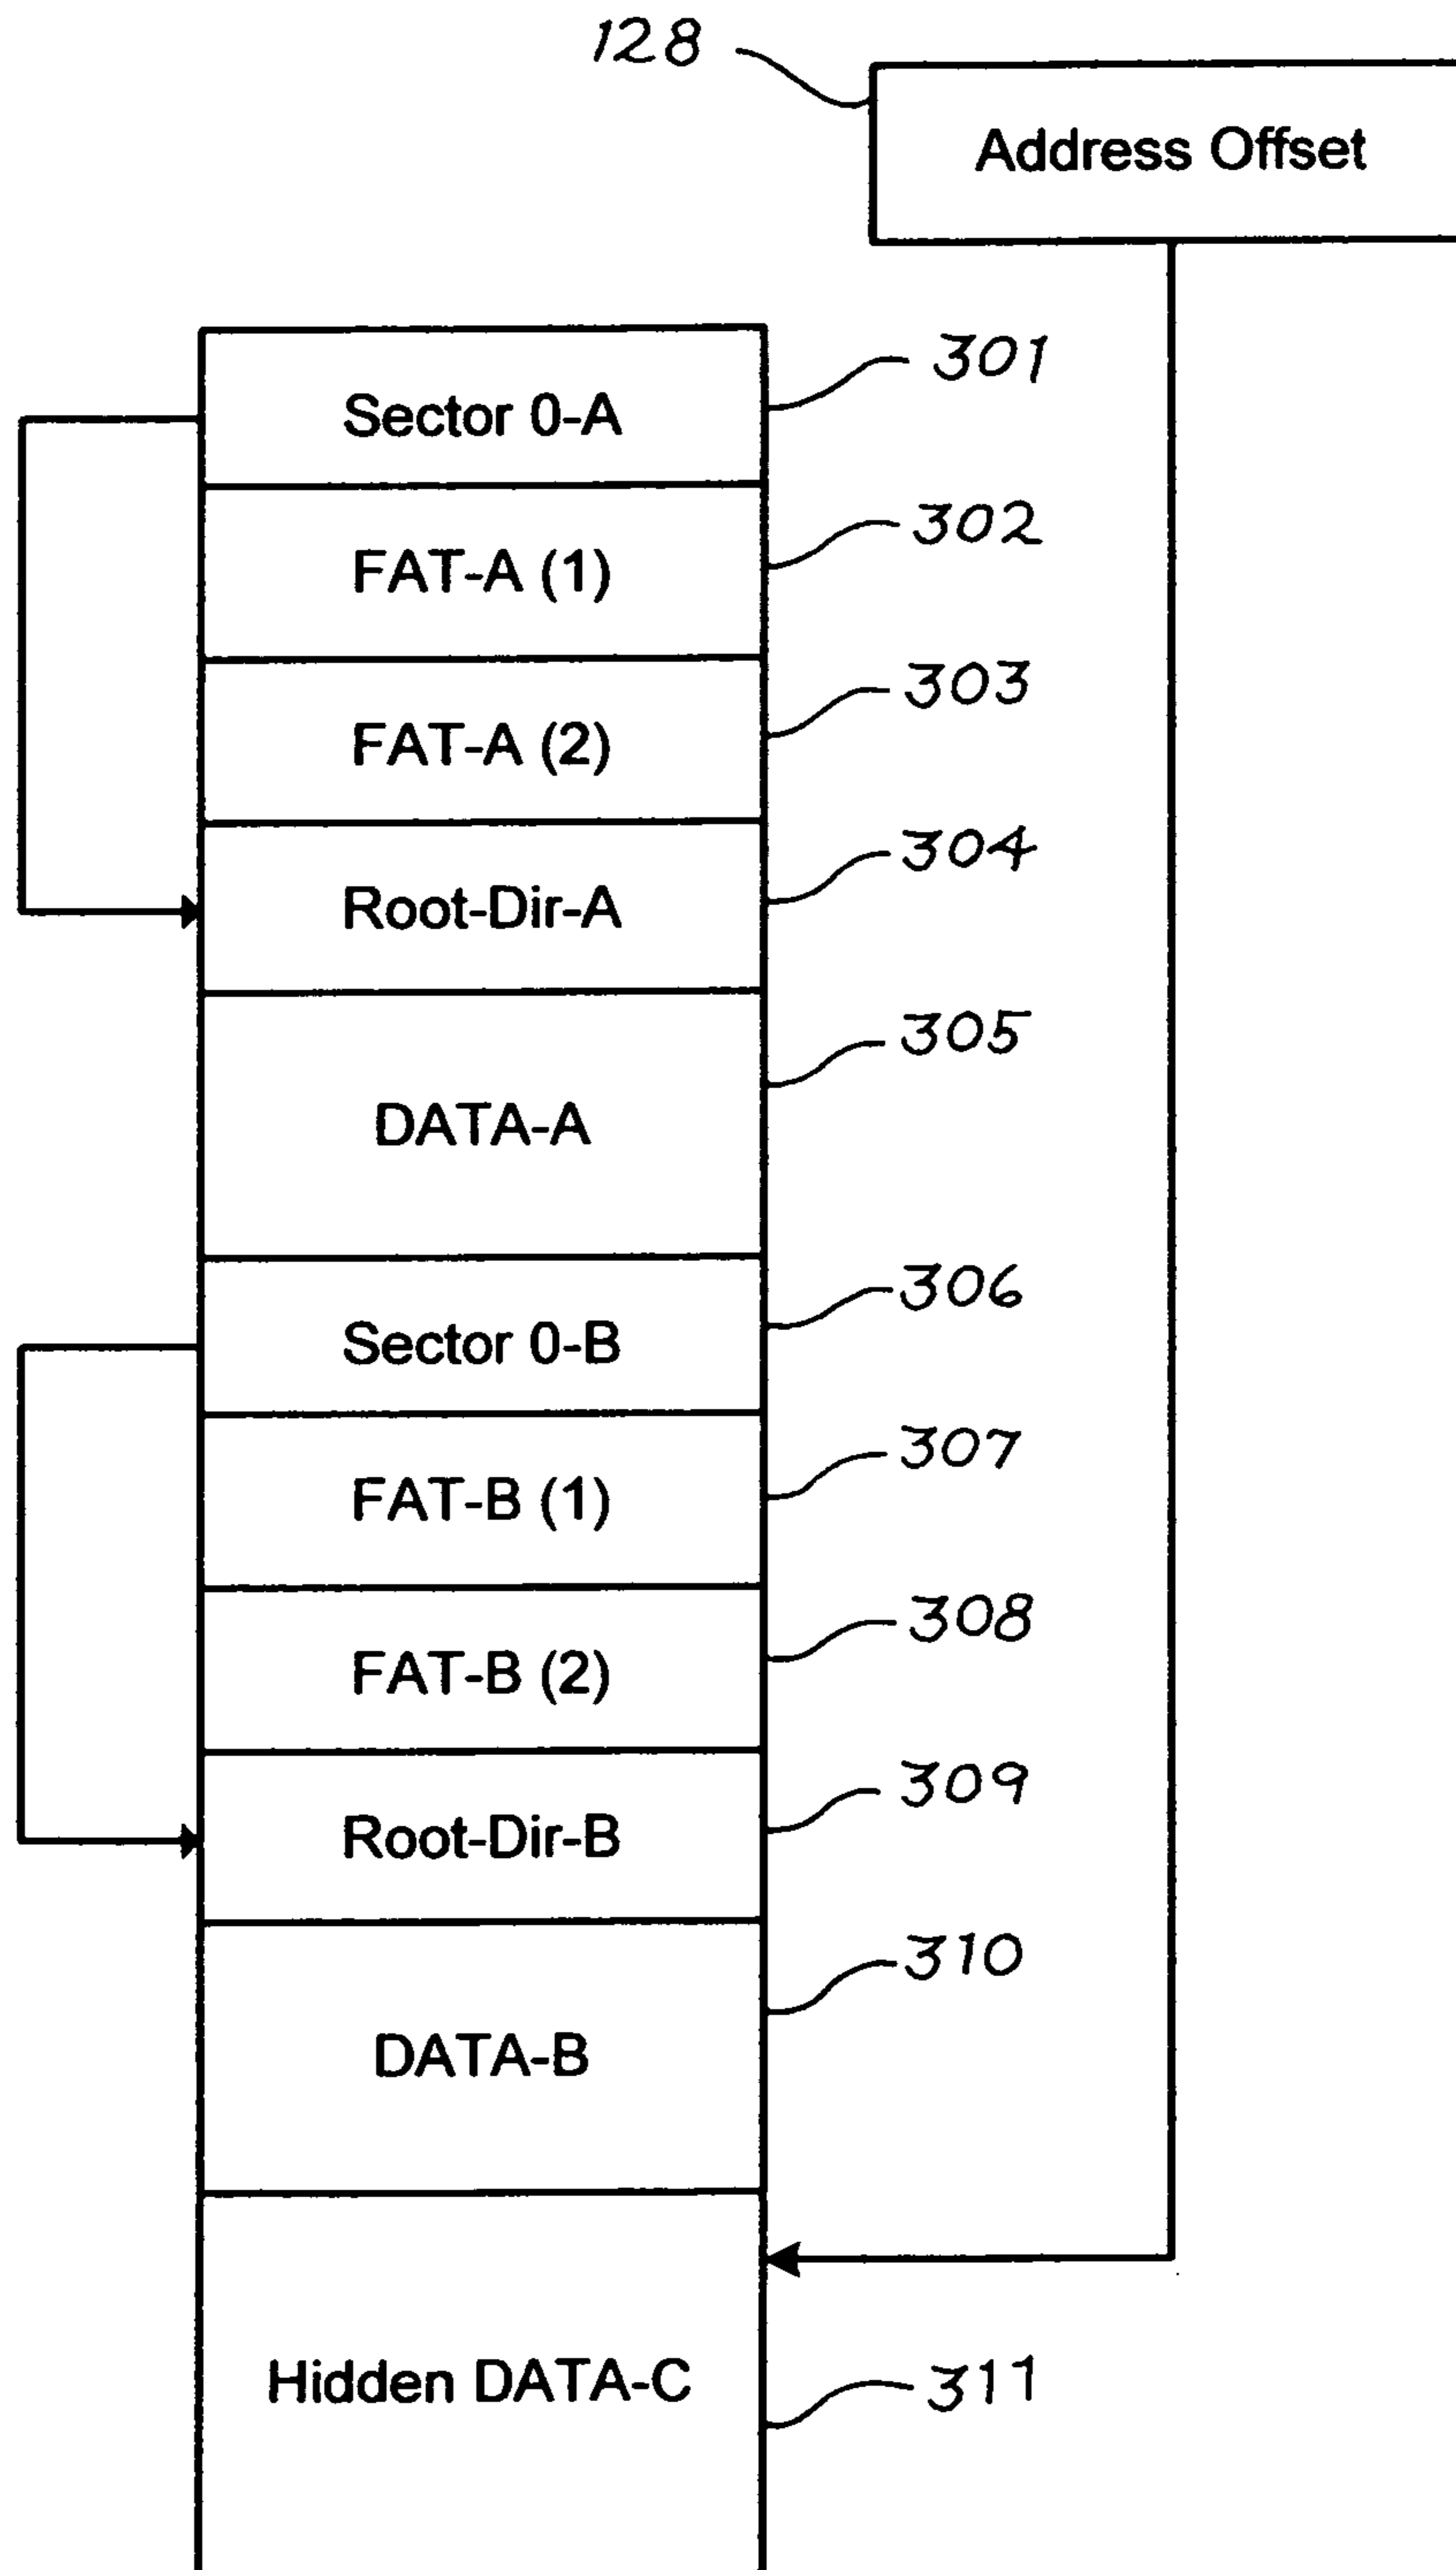 128
Address Offset
Sector 0-A
301
FAT-A (1)
302
FAT-A (2)
303
Root-Dir-A
304
DATA-A
305
Sector 0-B
306
FAT-B (1)
307
FAT-B (2)
308
Root-Dir-B
309
DATA-B
310
Hidden DATA-C
311